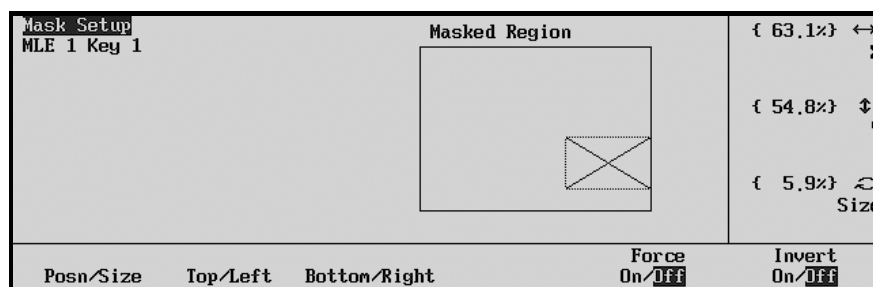 Mask Setup
MLE 1 Key 1
Masked Region
{ 63.1%}
{ 54.8%}
{ 5.9%}
Size
Posn/Size
Top/Left
Bottom/Right
Force
On/Off
Invert
On/Off